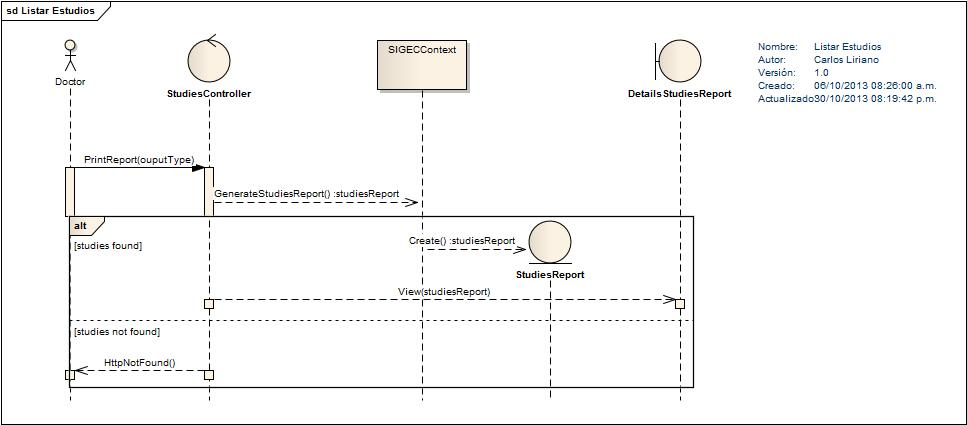 sd Listar Estudios
Doctor
StudiesController
SIGECContext
DetailsStudiesReport
Nombre: Listar Estudios
Autor: Carlos Liriano
Versión: 1.0
Creado: 06/10/2013 08:26:00 a.m.
Actualizado30/10/2013 08:19:42 p.m.
PrintReport(ouputType)
GenerateStudiesReport() :studiesReport
alt
[studies found]
Create() :studiesReport
StudiesReport
View(studiesReport)
[studies not found]
HttpNotFound()